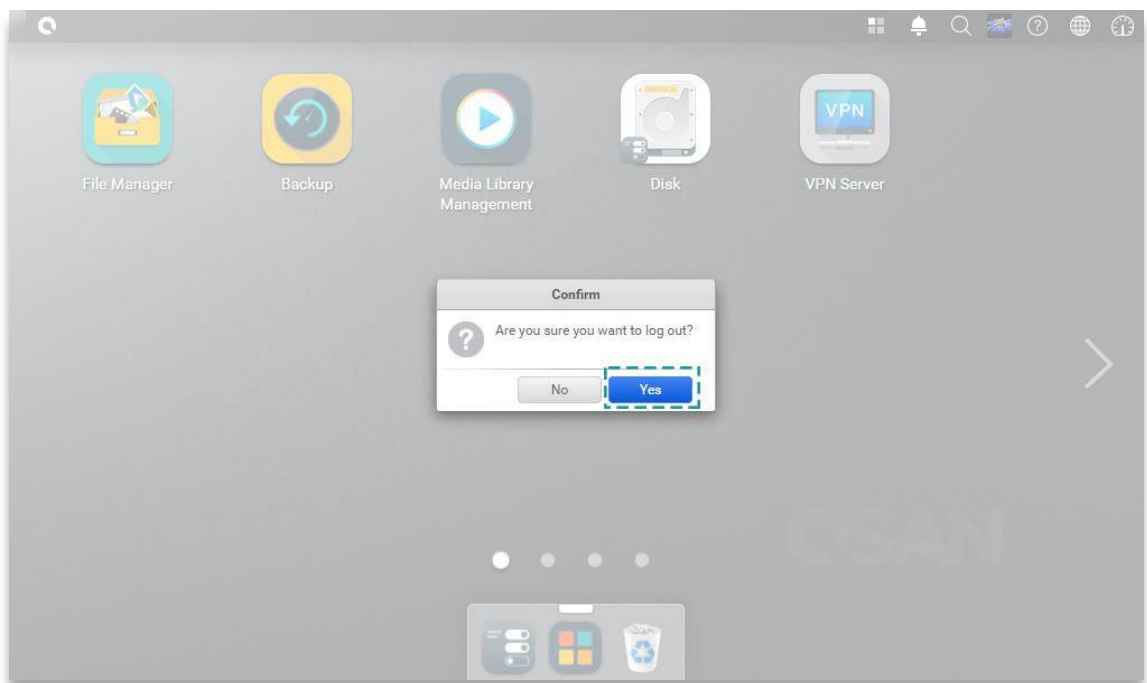 File Manager
Backup
Media Library
Management
Disk
VPN
VPN Server
Confirm
Are you sure you want to log out?
No
Yes
QSAN